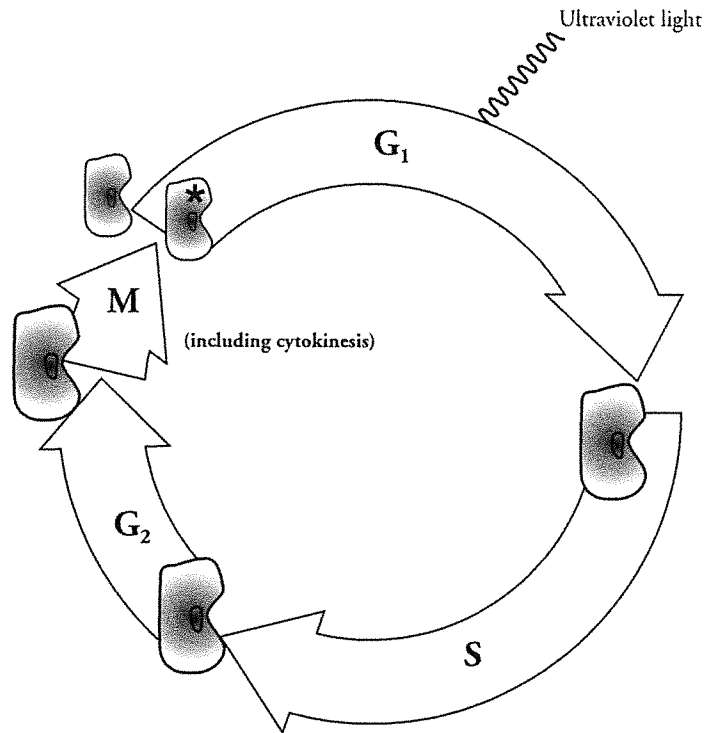 Ultraviolet light
G₁
*
M
(including cytokinesis)
G₂
S